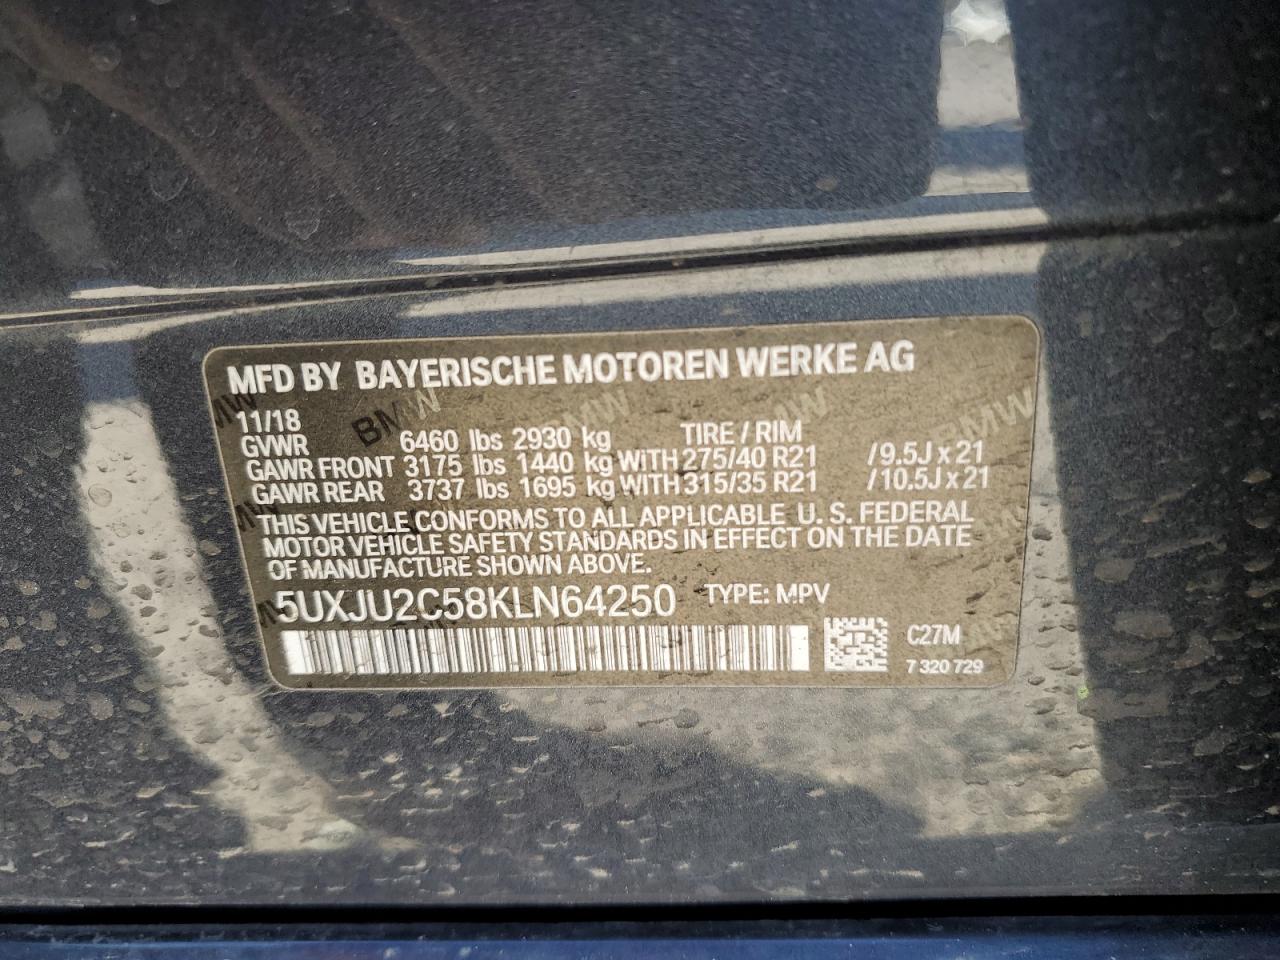 MFD BY BAYERISCHE MOTOREN WERKE AG
11/18
GVWR 6460 lbs 2930 kg TIRE / RIM
GAWR FRONT 3175 lbs 1440 kg WITH 275/40 R21 /9.5J x 21
GAWR REAR 3737 lbs 1695 kg WITH 315/35 R21 /10.5J x 21
THIS VEHICLE CONFORMS TO ALL APPLICABLE U. S. FEDERAL
MOTOR VEHICLE SAFETY STANDARDS IN EFFECT ON THE DATE
OF MANUFACTURE SHOWN ABOVE.
5UXJU2C58KLN64250 TYPE: MPV
C27M
7 320 729